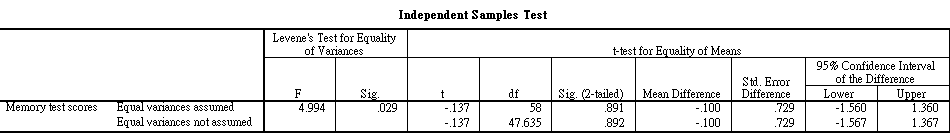 Independent Samples Test
Levene's Test for Equality of Variances
t-test for Equality of Means
95% Confidence Interval of the Difference
F Sig. t df Sig. (2-tailed) Mean Difference Std. Error Difference Lower Upper
Memory test scores Equal variances assumed 4.994 .029 -.137 58 .891 -.100 .729 -1.560 1.360
Equal variances not assumed -.137 47.635 .892 -.100 .729 -1.567 1.367